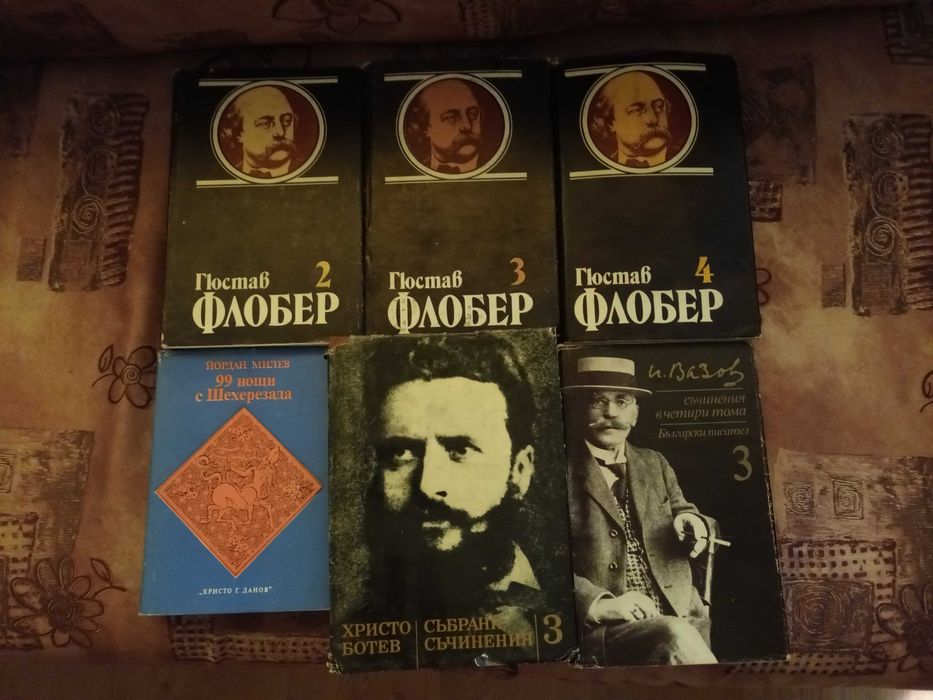 Гюстав 2
ФЛОБЕР
Гюстав 3
ФЛОБЕР
Гюстав 4
ФЛОБЕР
ЙОРДАН МИЛЕВ
99 нощи
с Шехерезада
„ХРИСТО Г. ДАНОВ"
ХРИСТО
БОТЕВ
СЪБРАНИ
СЪЧИНЕНИЯ
3
и. Вазов
съчинения
в четири тома
Български писател
3